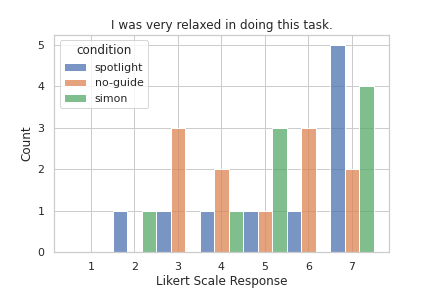 I was very relaxed in doing this task.
condition
spotlight
no-guide
simon
Count
5
4
3
2
1
0
1 2 3 4 5 6 7
Likert Scale Response